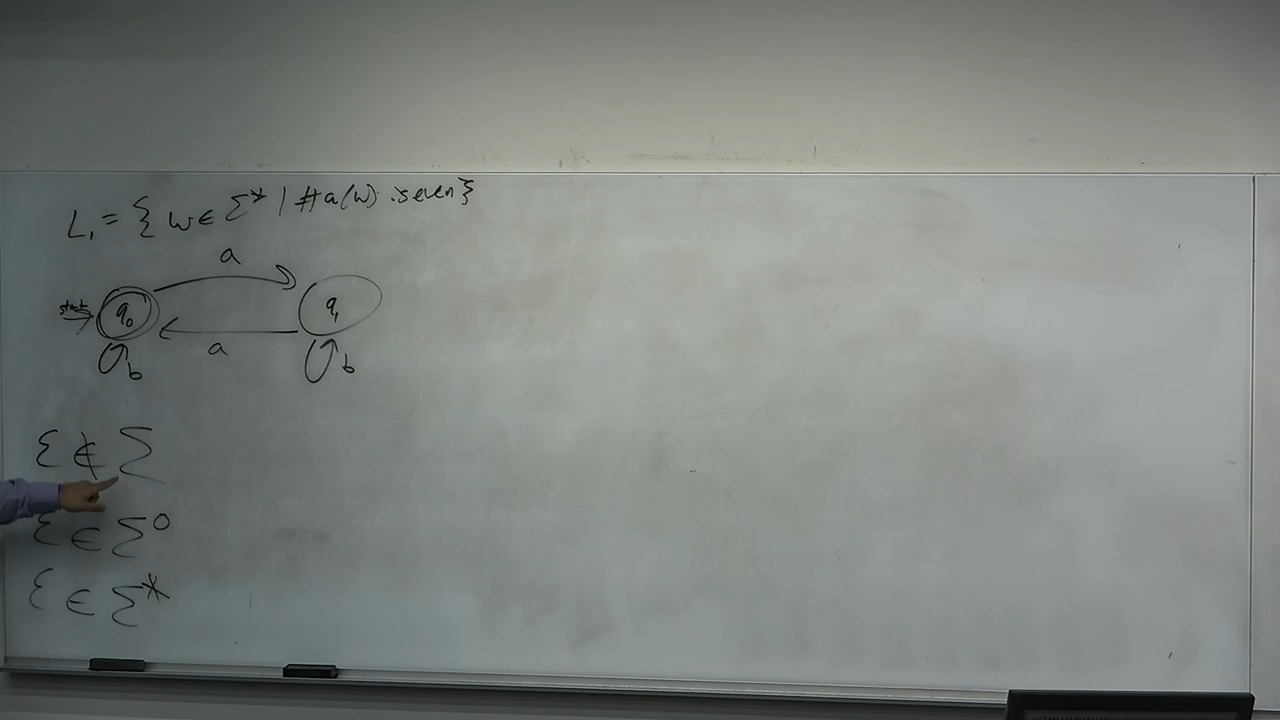 L₁ = { w ∈ Σ* | #a(w) is even}
a
start q₀ q₁
a
b b
ε ∉ Σ
ε ∈ Σ⁰
ε ∈ Σ*